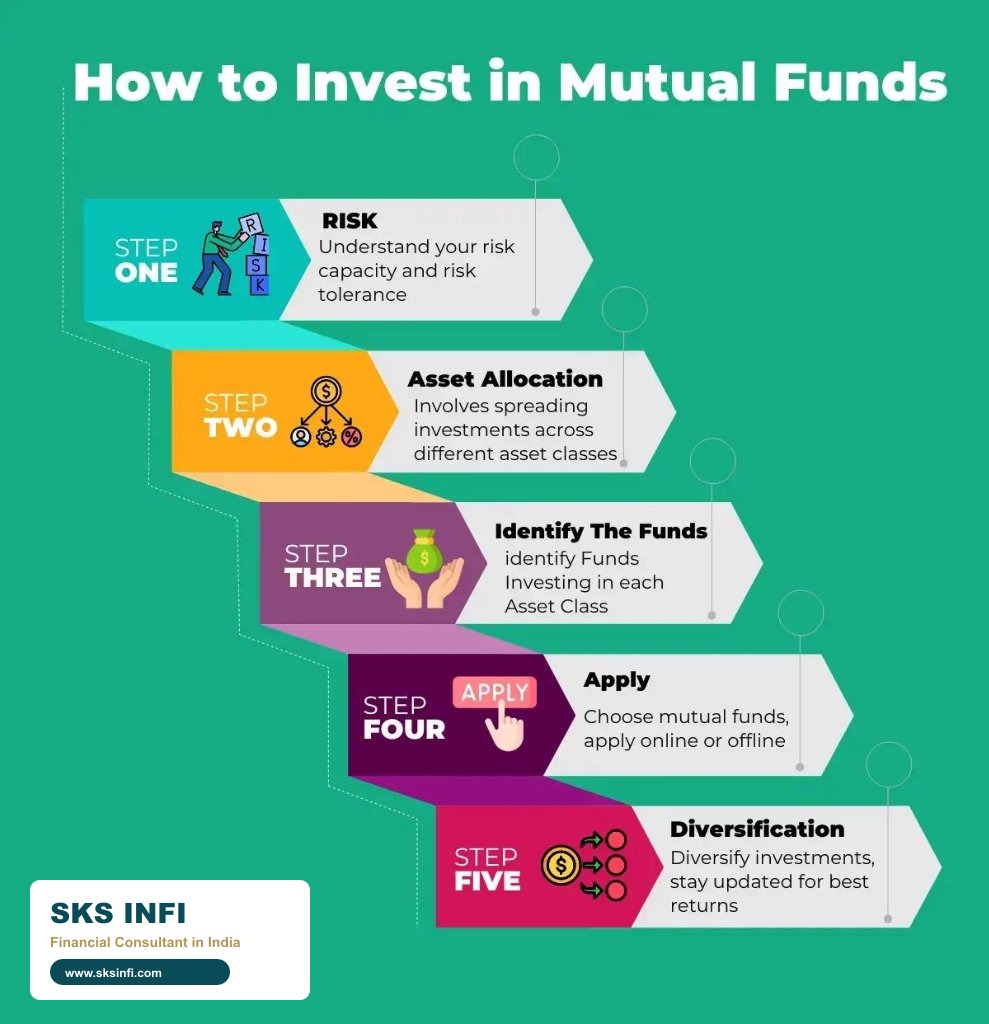 How to Invest in Mutual Funds
STEP
ONE
R
I
S
K
RISK
Understand your risk
capacity and risk
tolerance
STEP
TWO
$
%
Asset Allocation
Involves spreading
investments across
different asset classes
STEP
THREE
$
Identify The Funds
identify Funds
Investing in each
Asset Class
STEP
FOUR
APPLY
Apply
Choose mutual funds,
apply online or offline
STEP
FIVE
$
Diversification
Diversify investments,
stay updated for best
returns
SKS INFI
Financial Consultant in India
www.sksinfi.com